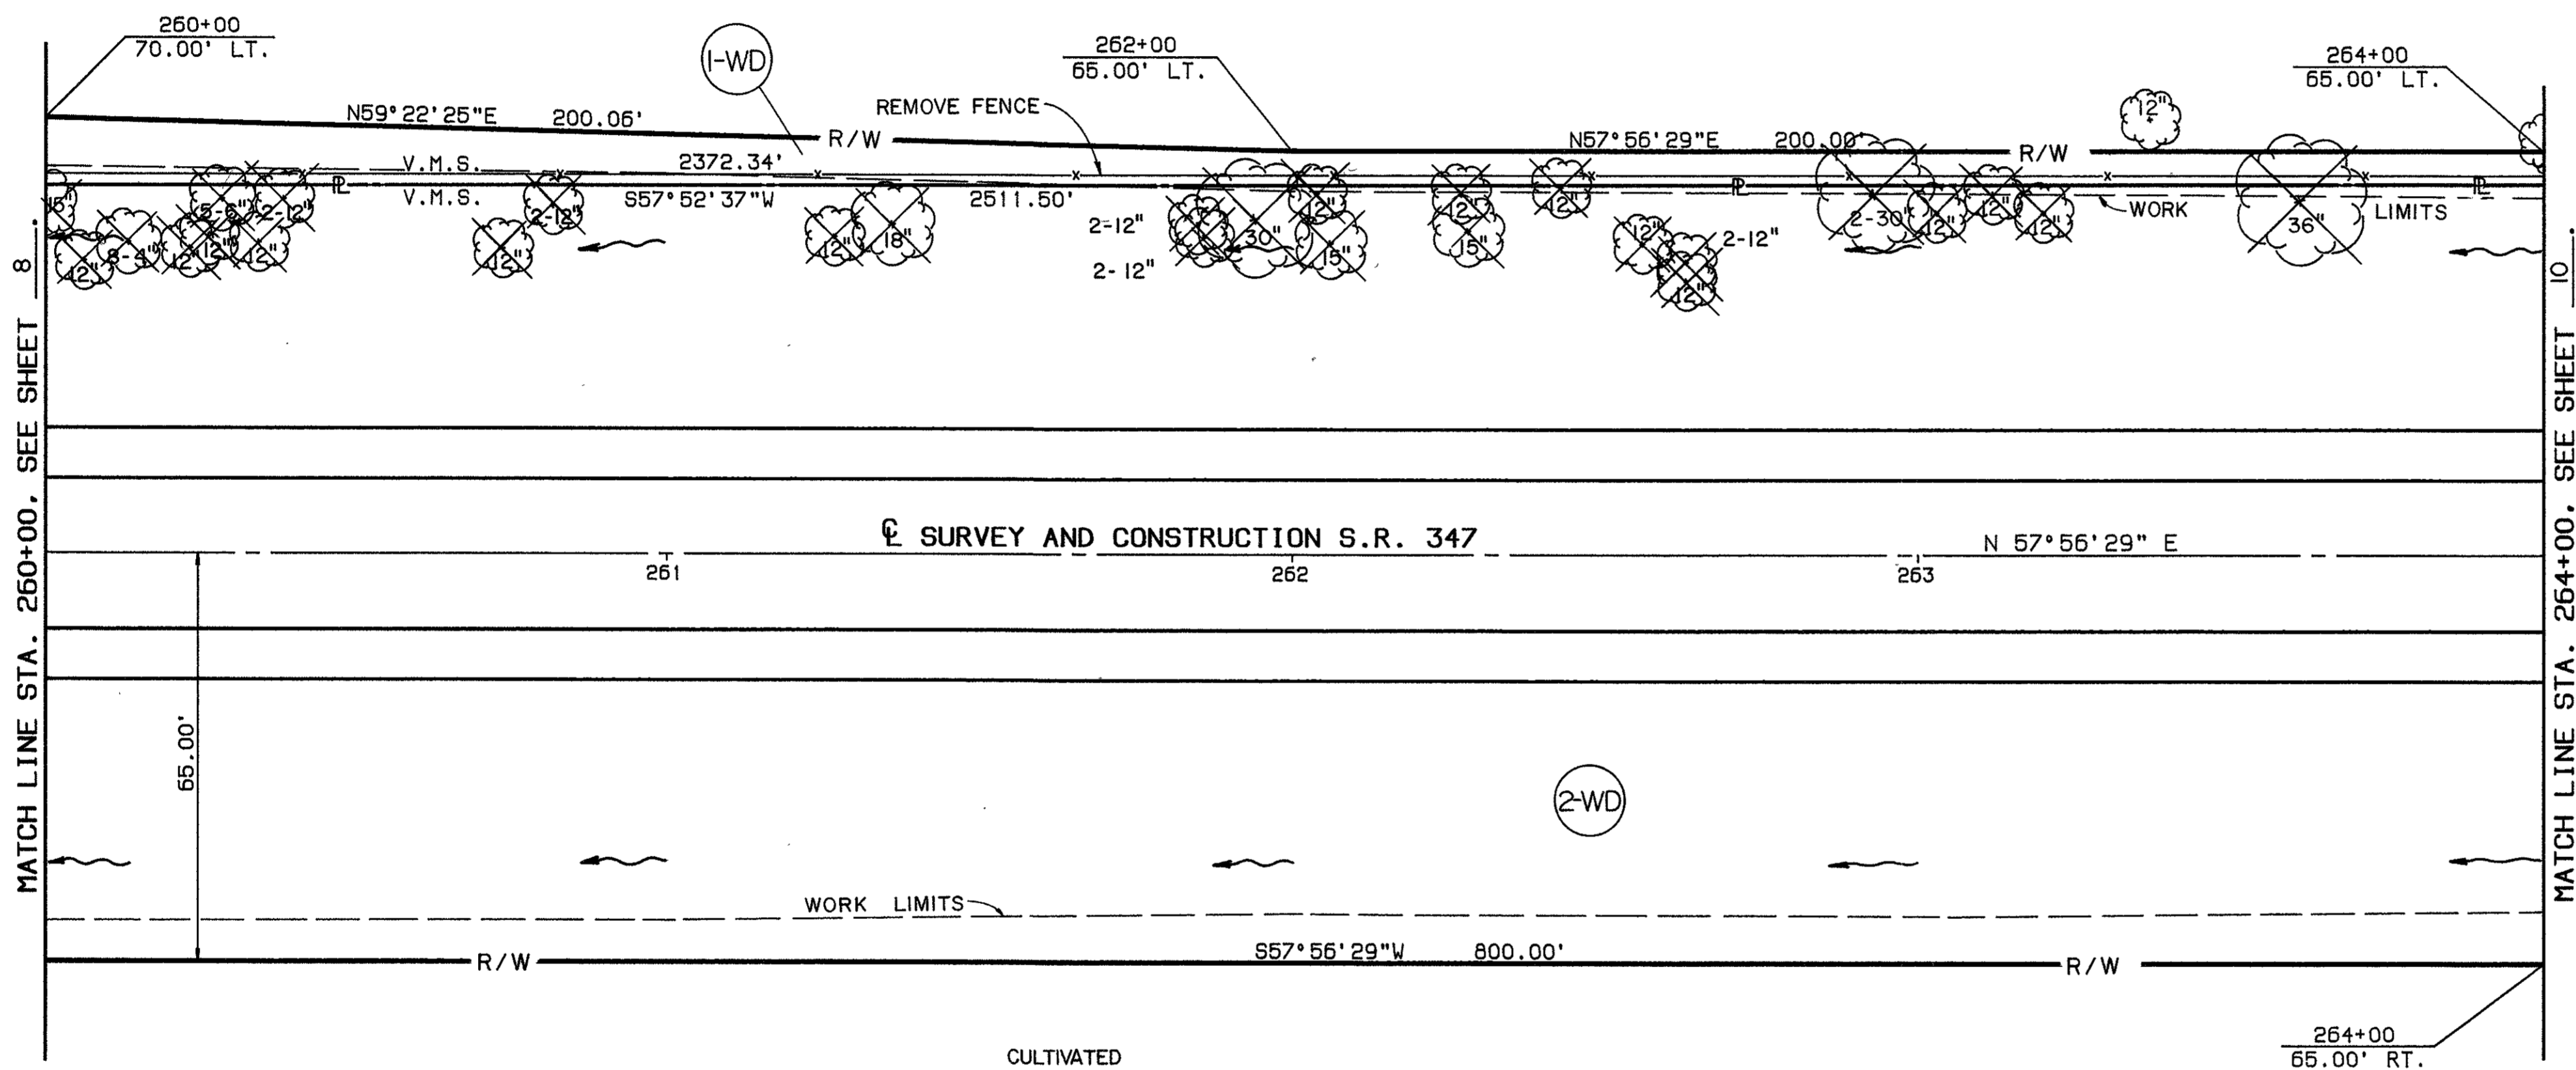 260+00
70.00' LT.
1-WD
262+00
65.00' LT.
264+00
65.00' LT.
REMOVE FENCE
N59°22'25"E 200.06'
R/W
N57°56'29"E 200.00'
R/W
12"
V.M.S. 2372.34'
℄
V.M.S. S57°52'37"W 2511.50'
15"
5-6"
2-12"
2-12"
12"
8-4"
12"
12"
12"
12"
12"
18"
2-12"
2-12"
30"
12"
15"
12"
15"
12"
12"
2-12"
12"
2-30"
12"
12"
12"
WORK LIMITS
36"
MATCH LINE STA. 260+00, SEE SHEET 8.
℄ SURVEY AND CONSTRUCTION S.R. 347
N 57°56'29" E
261
262
263
65.00'
2-WD
WORK LIMITS
S57°56'29"W 800.00'
R/W
R/W
264+00
65.00' RT.
CULTIVATED
MATCH LINE STA. 264+00, SEE SHEET 10.